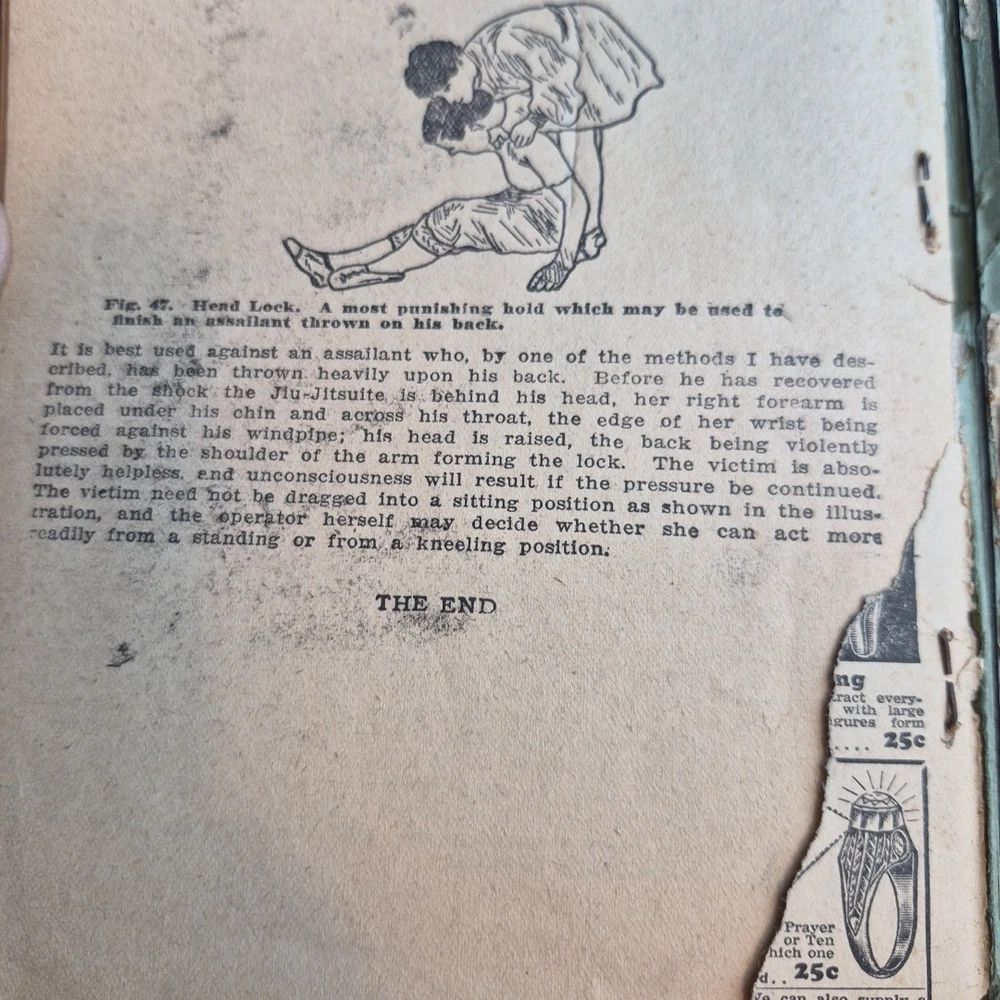 Fig. 47. Head Lock. A most punishing hold which may be used to
finish an assailant thrown on his back.
It is best used against an assailant who, by one of the methods I have des-
cribed, has been thrown heavily upon his back. Before he has recovered
from the shock the Jiu-Jitsuite is behind his head, her right forearm is
placed under his chin and across his throat, the edge of her wrist being
forced against his windpipe; his head is raised, the back being violently
pressed by the shoulder of the arm forming the lock. The victim is abso-
lutely helpless, and unconsciousness will result if the pressure be continued.
The victim need not be dragged into a sitting position as shown in the illus-
tration, and the operator herself may decide whether she can act more
readily from a standing or from a kneeling position.
THE END
ng
tract every-
with large
igures form
.... 25c
Prayer
or Ten
hich one
d.. 25c
We can also supply